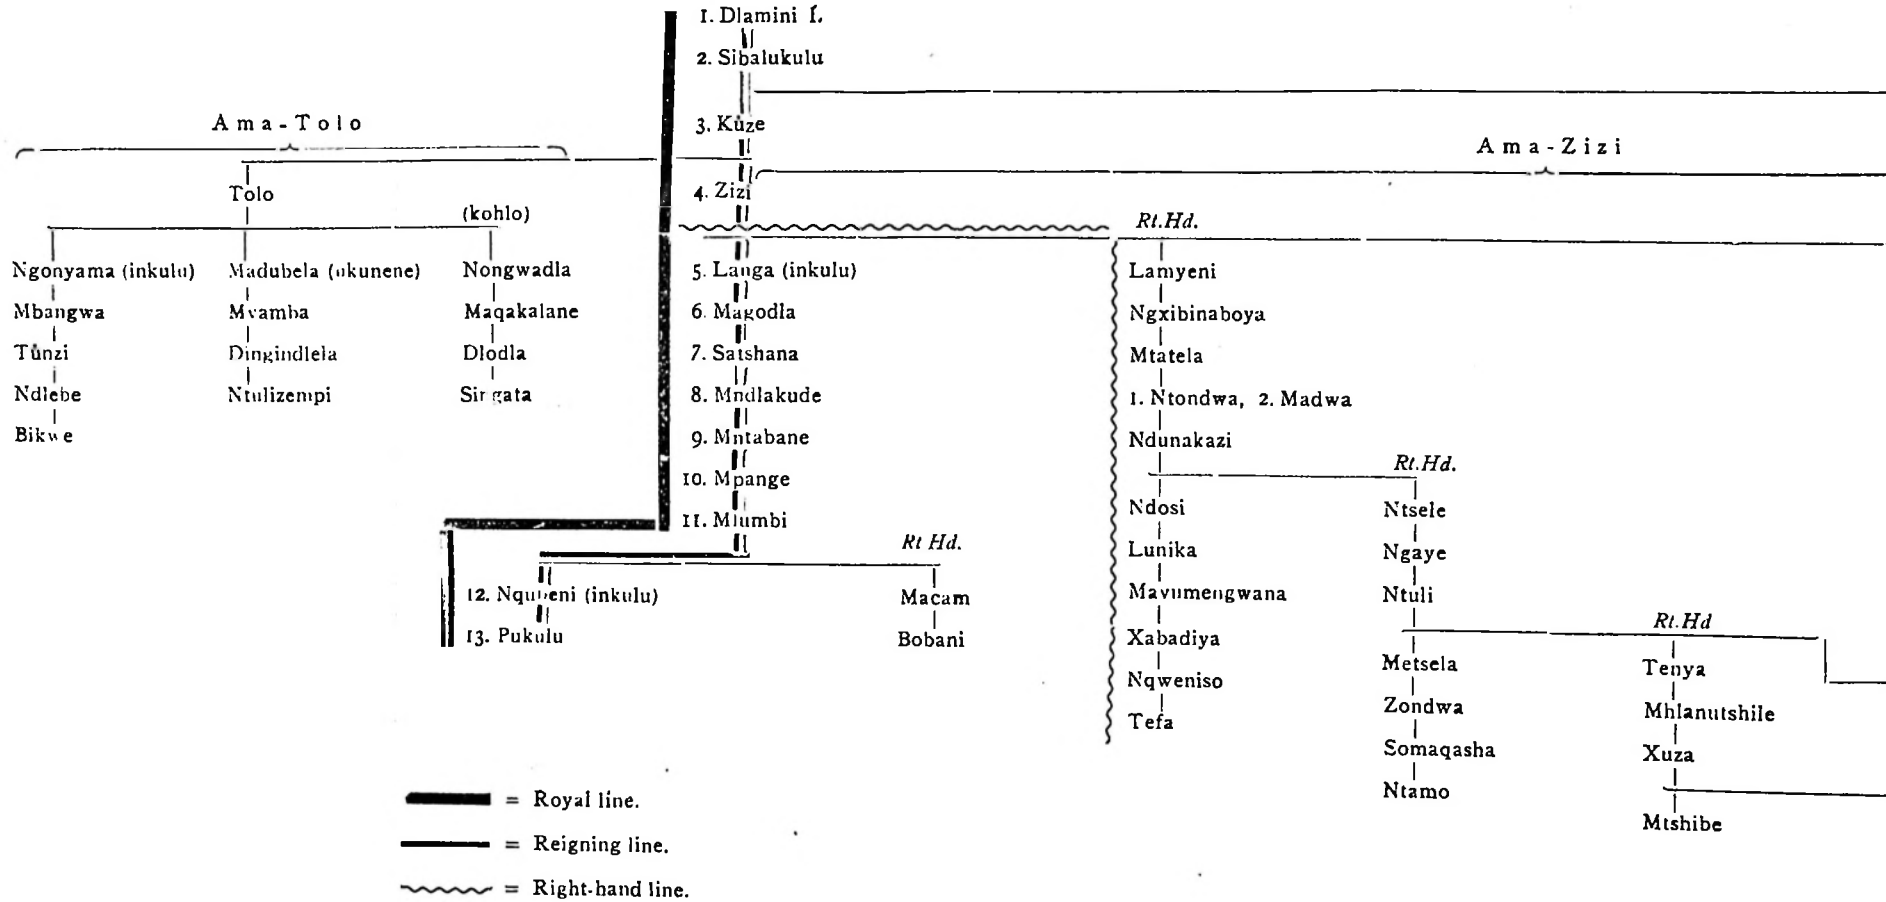 1. Dlamini I.
2. Sibalukulu
3. Kůze
Ama-Tolo
Ama-Zizi
4. Zizi
Tolo
(kohlo)
Rt.Hd.
Ngonyama (inkulu) Madubela (ukunene) Nongwadla
5. Langa (inkulu)
Lamyeni
Mbangwa Mvamba Maqakalane
6. Magodla
Ngxibinaboya
Tůnzi Dingindlela Dlodla
7. Satshana
Mtatela
Ndlebe Ntulizempi
8. Mndlakude
1. Ntondwa, 2. Madwa
Bikwe
9. Mntabane
Ndunakazi
Rt.Hd.
10. Mpange
Ndosi Ntsele
11. Mlumbi
Rt Hd.
Lunika Ngaye
12. Nqubeni (inkulu) Macam
Mavumengwana Ntuli
Rt.Hd
13. Pukulu Bobani
Xabadiya
Metsela Tenya
Nqweniso
Zondwa Mhlanutshile
Tefa
Somaqasha Xuza
Ntamo
Mtshibe
= Royal line.
= Reigning line.
= Right-hand line.